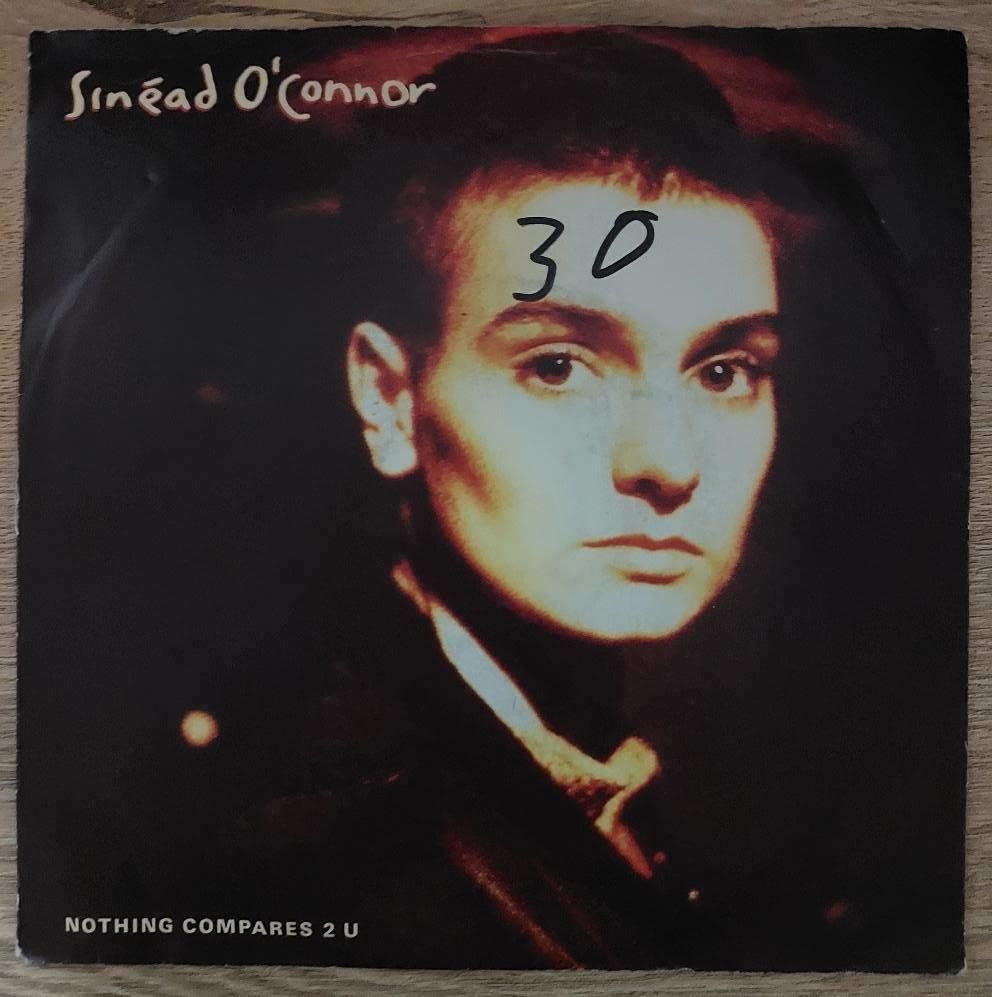 Sinéad O'Connor
30
NOTHING COMPARES 2 U